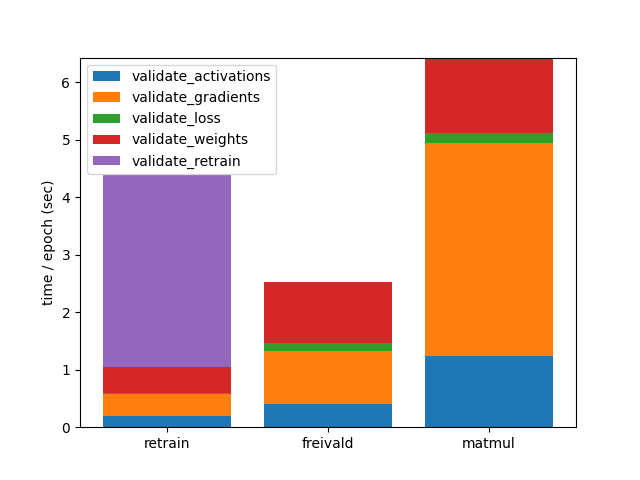 validate_activations
validate_gradients
validate_loss
validate_weights
validate_retrain
time / epoch (sec)
6
5
4
3
2
1
0
retrain freivald matmul